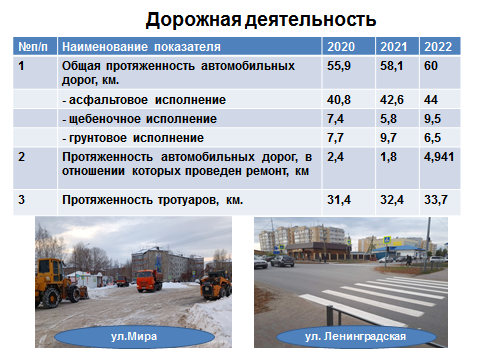 Дорожная деятельность
№п/п Наименование показателя 2020 2021 2022
1 Общая протяженность автомобильных 55,9 58,1 60
дорог, км.
- асфальтовое исполнение 40,8 42,6 44
- щебеночное исполнение 7,4 5,8 9,5
- грунтовое исполнение 7,7 9,7 6,5
2 Протяженность автомобильных дорог, в 2,4 1,8 4,941
отношении которых проведен ремонт, км
3 Протяженность тротуаров, км. 31,4 32,4 33,7
ул.Мира
ул. Ленинградская